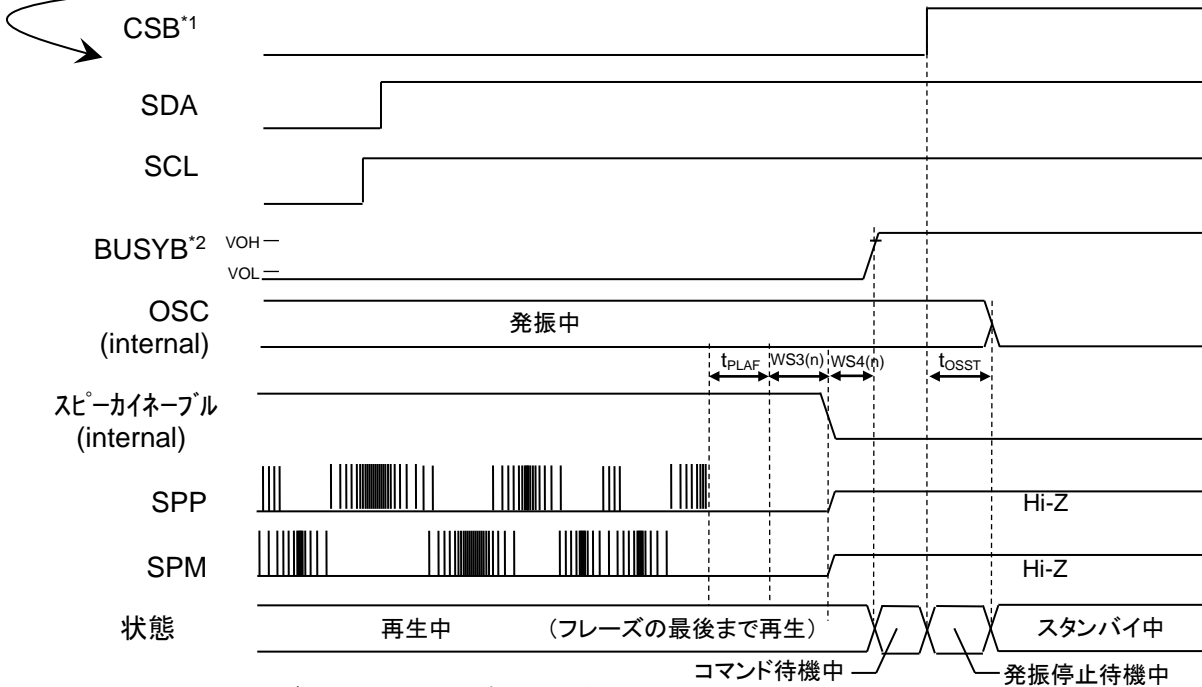 CSB*1
SDA
SCL
BUSYB*2
VOH
VOL
OSC
(internal)
発振中
tPLAF
WS3(n)
WS4(n)
tOSST
スピーカイネーブル
(internal)
SPP
Hi-Z
SPM
Hi-Z
状態
再生中
(フレーズの最後まで再生)
スタンバイ中
コマンド待機中
発振停止待機中